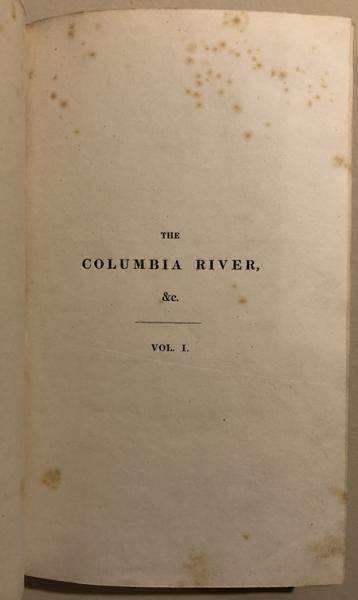 THE
COLUMBIA RIVER,
&c.
VOL. I.